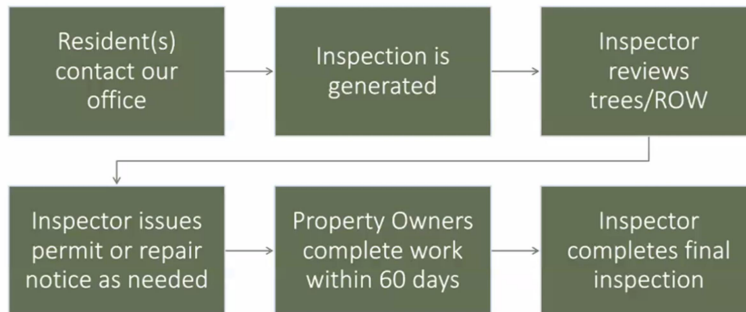 Resident(s)
contact our
office
Inspection is
generated
Inspector
reviews
trees/ROW
Inspector issues
permit or repair
notice as needed
Property Owners
complete work
within 60 days
Inspector
completes final
inspection